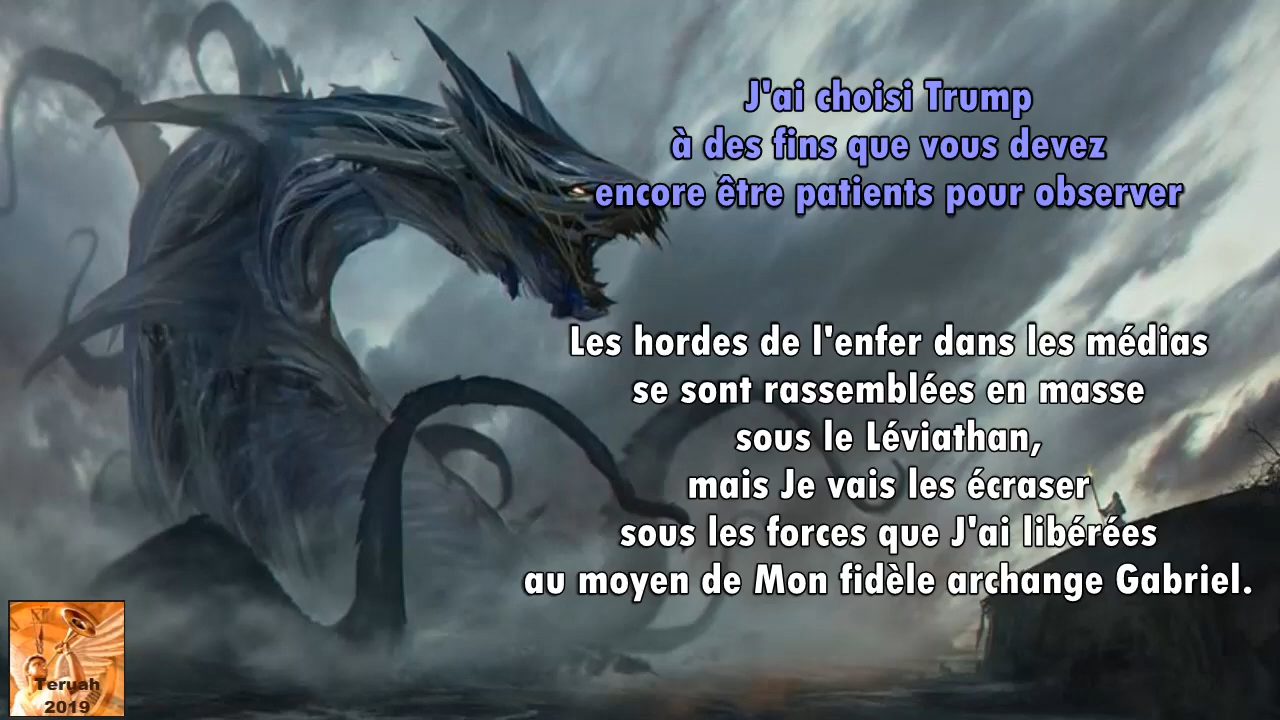 J'ai choisi Trump
à des fins que vous devez
encore être patients pour observer
Les hordes de l'enfer dans les médias
se sont rassemblées en masse
sous le Léviathan,
mais Je vais les écraser
sous les forces que J'ai libérées
au moyen de Mon fidèle archange Gabriel.
Teruah
2019